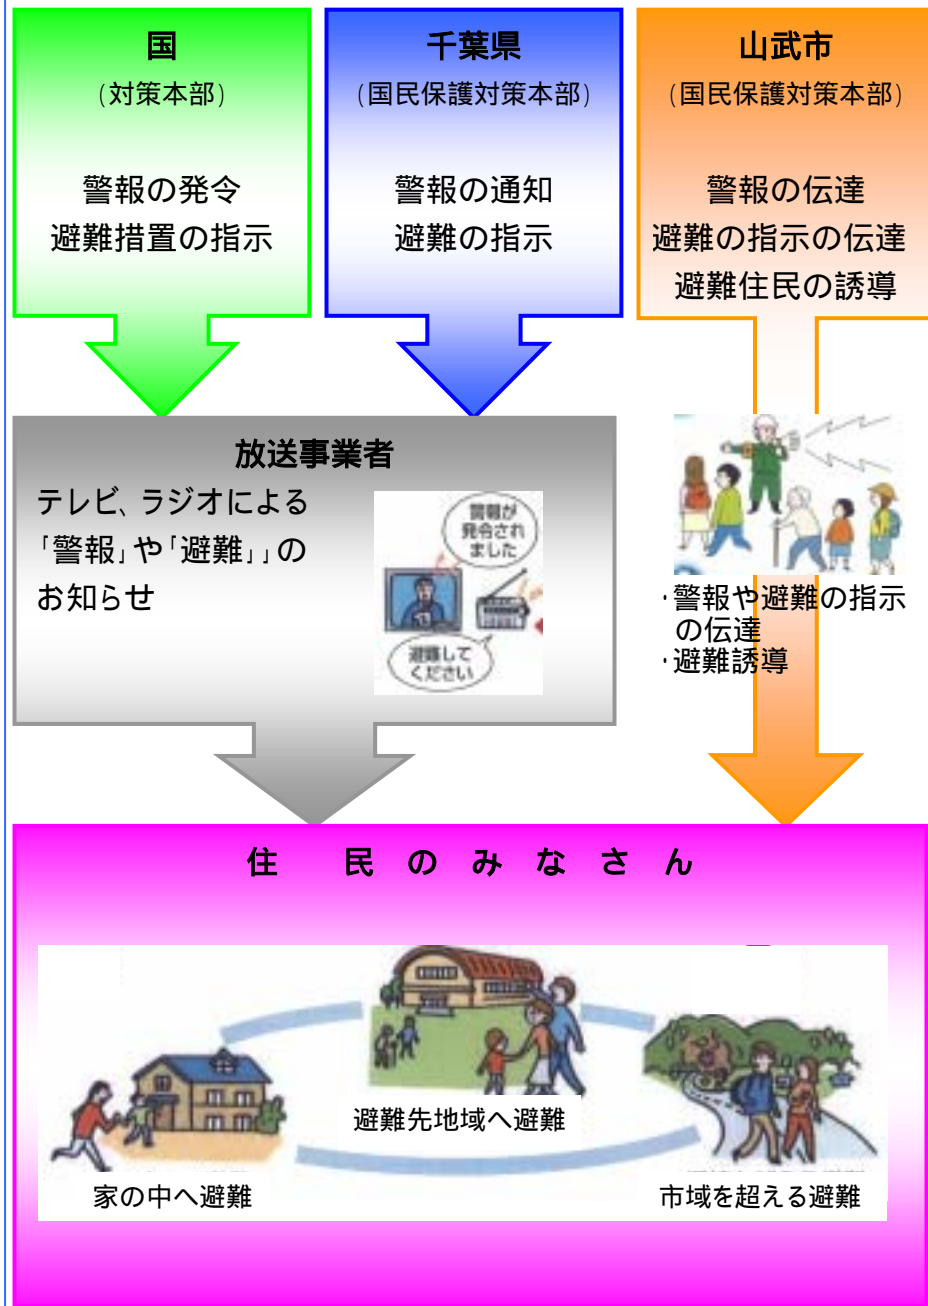 国
（対策本部）
警報の発令
避難措置の指示
千葉県
（国民保護対策本部）
警報の通知
避難の指示
山武市
（国民保護対策本部）
警報の伝達
避難の指示の伝達
避難住民の誘導
放送事業者
テレビ、ラジオによる
「警報」や「避難」」の
お知らせ
警報が
発令され
ました
避難して
ください
・警報や避難の指示
の伝達
・避難誘導
住　民のみなさん
避難先地域へ避難
家の中へ避難
市域を超える避難